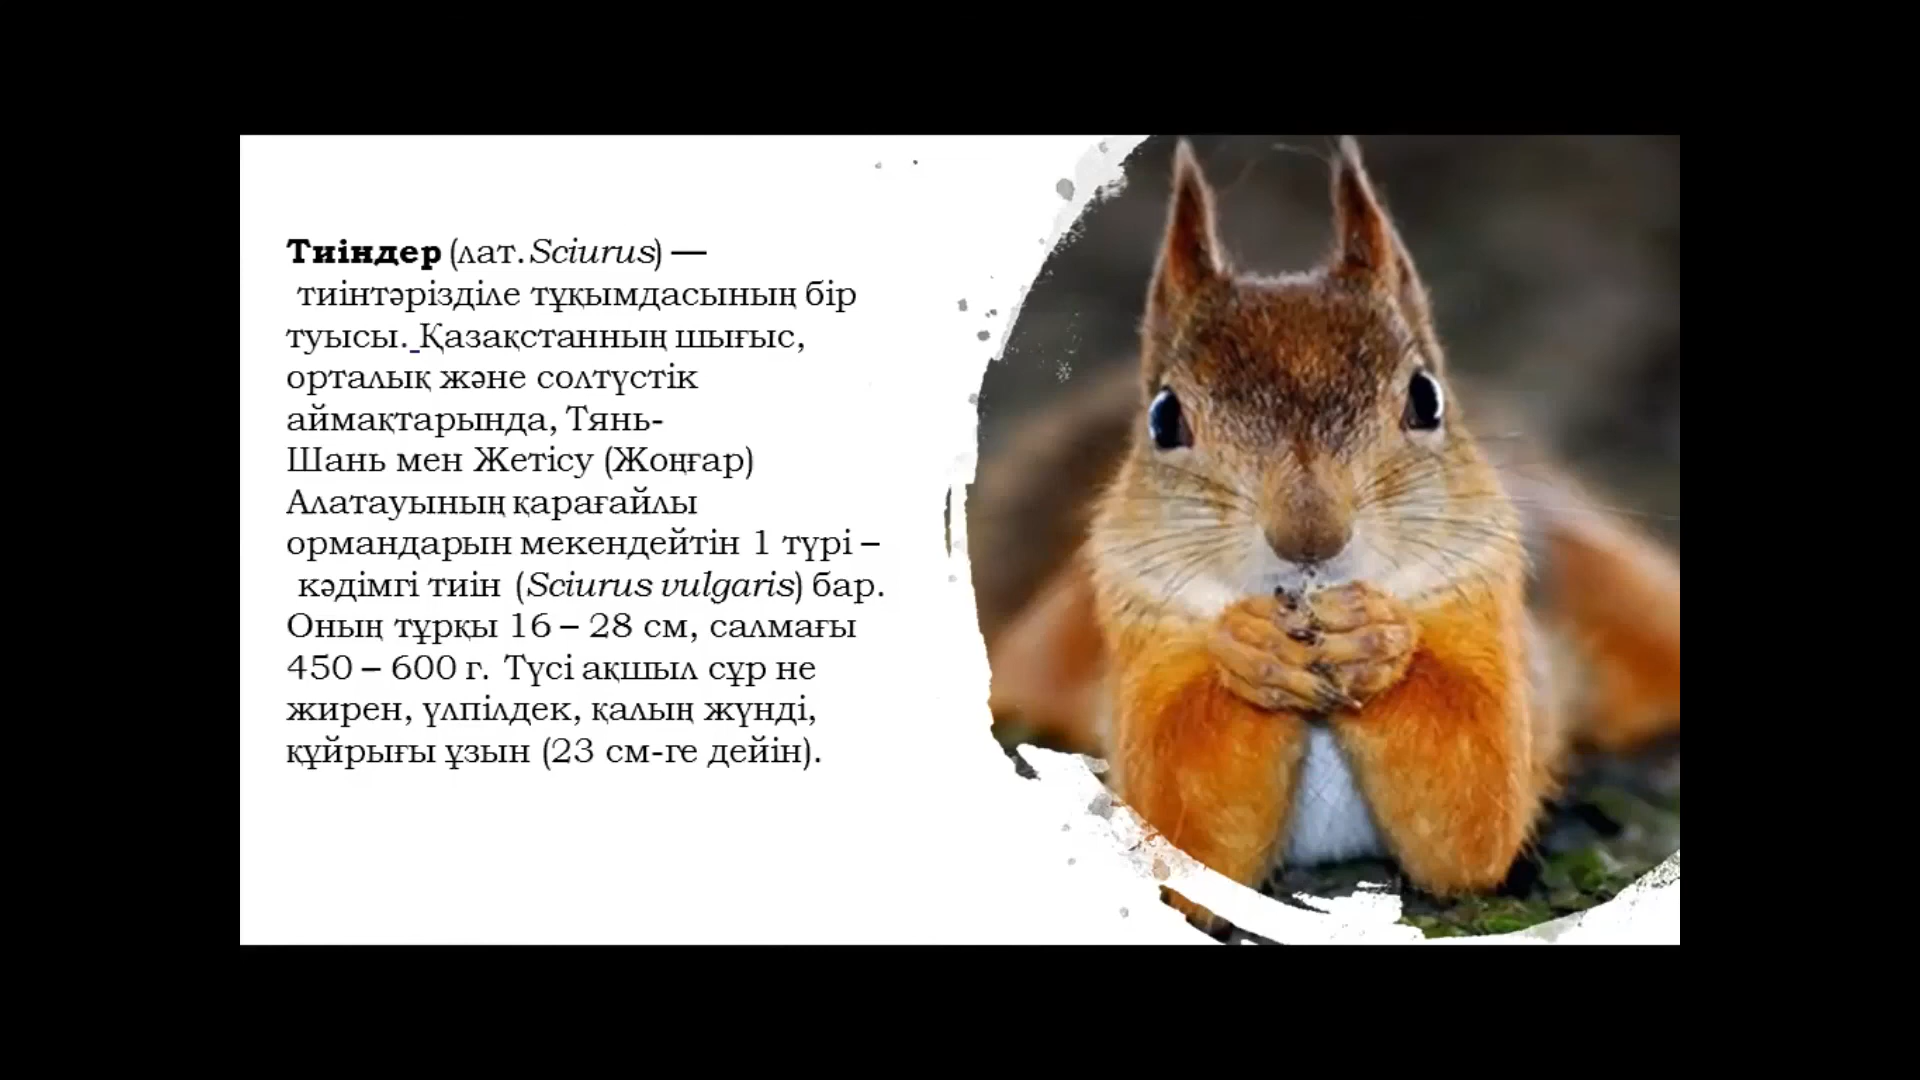 Тиіндер (лат. Sciurus) —
тиінтәрізділе тұқымдасының бір
туысы. Қазақстанның шығыс,
орталық және солтүстік
аймақтарында, Тянь-
Шань мен Жетісу (Жоңғар)
Алатауының қарағайлы
ормандарын мекендейтін 1 түрі –
кәдімгі тиін (Sciurus vulgaris) бар.
Оның тұрқы 16 – 28 см, салмағы
450 – 600 г. Түсі ақшыл сұр не
жирен, үлпілдек, қалың жүнді,
құйрығы ұзын (23 см-ге дейін).